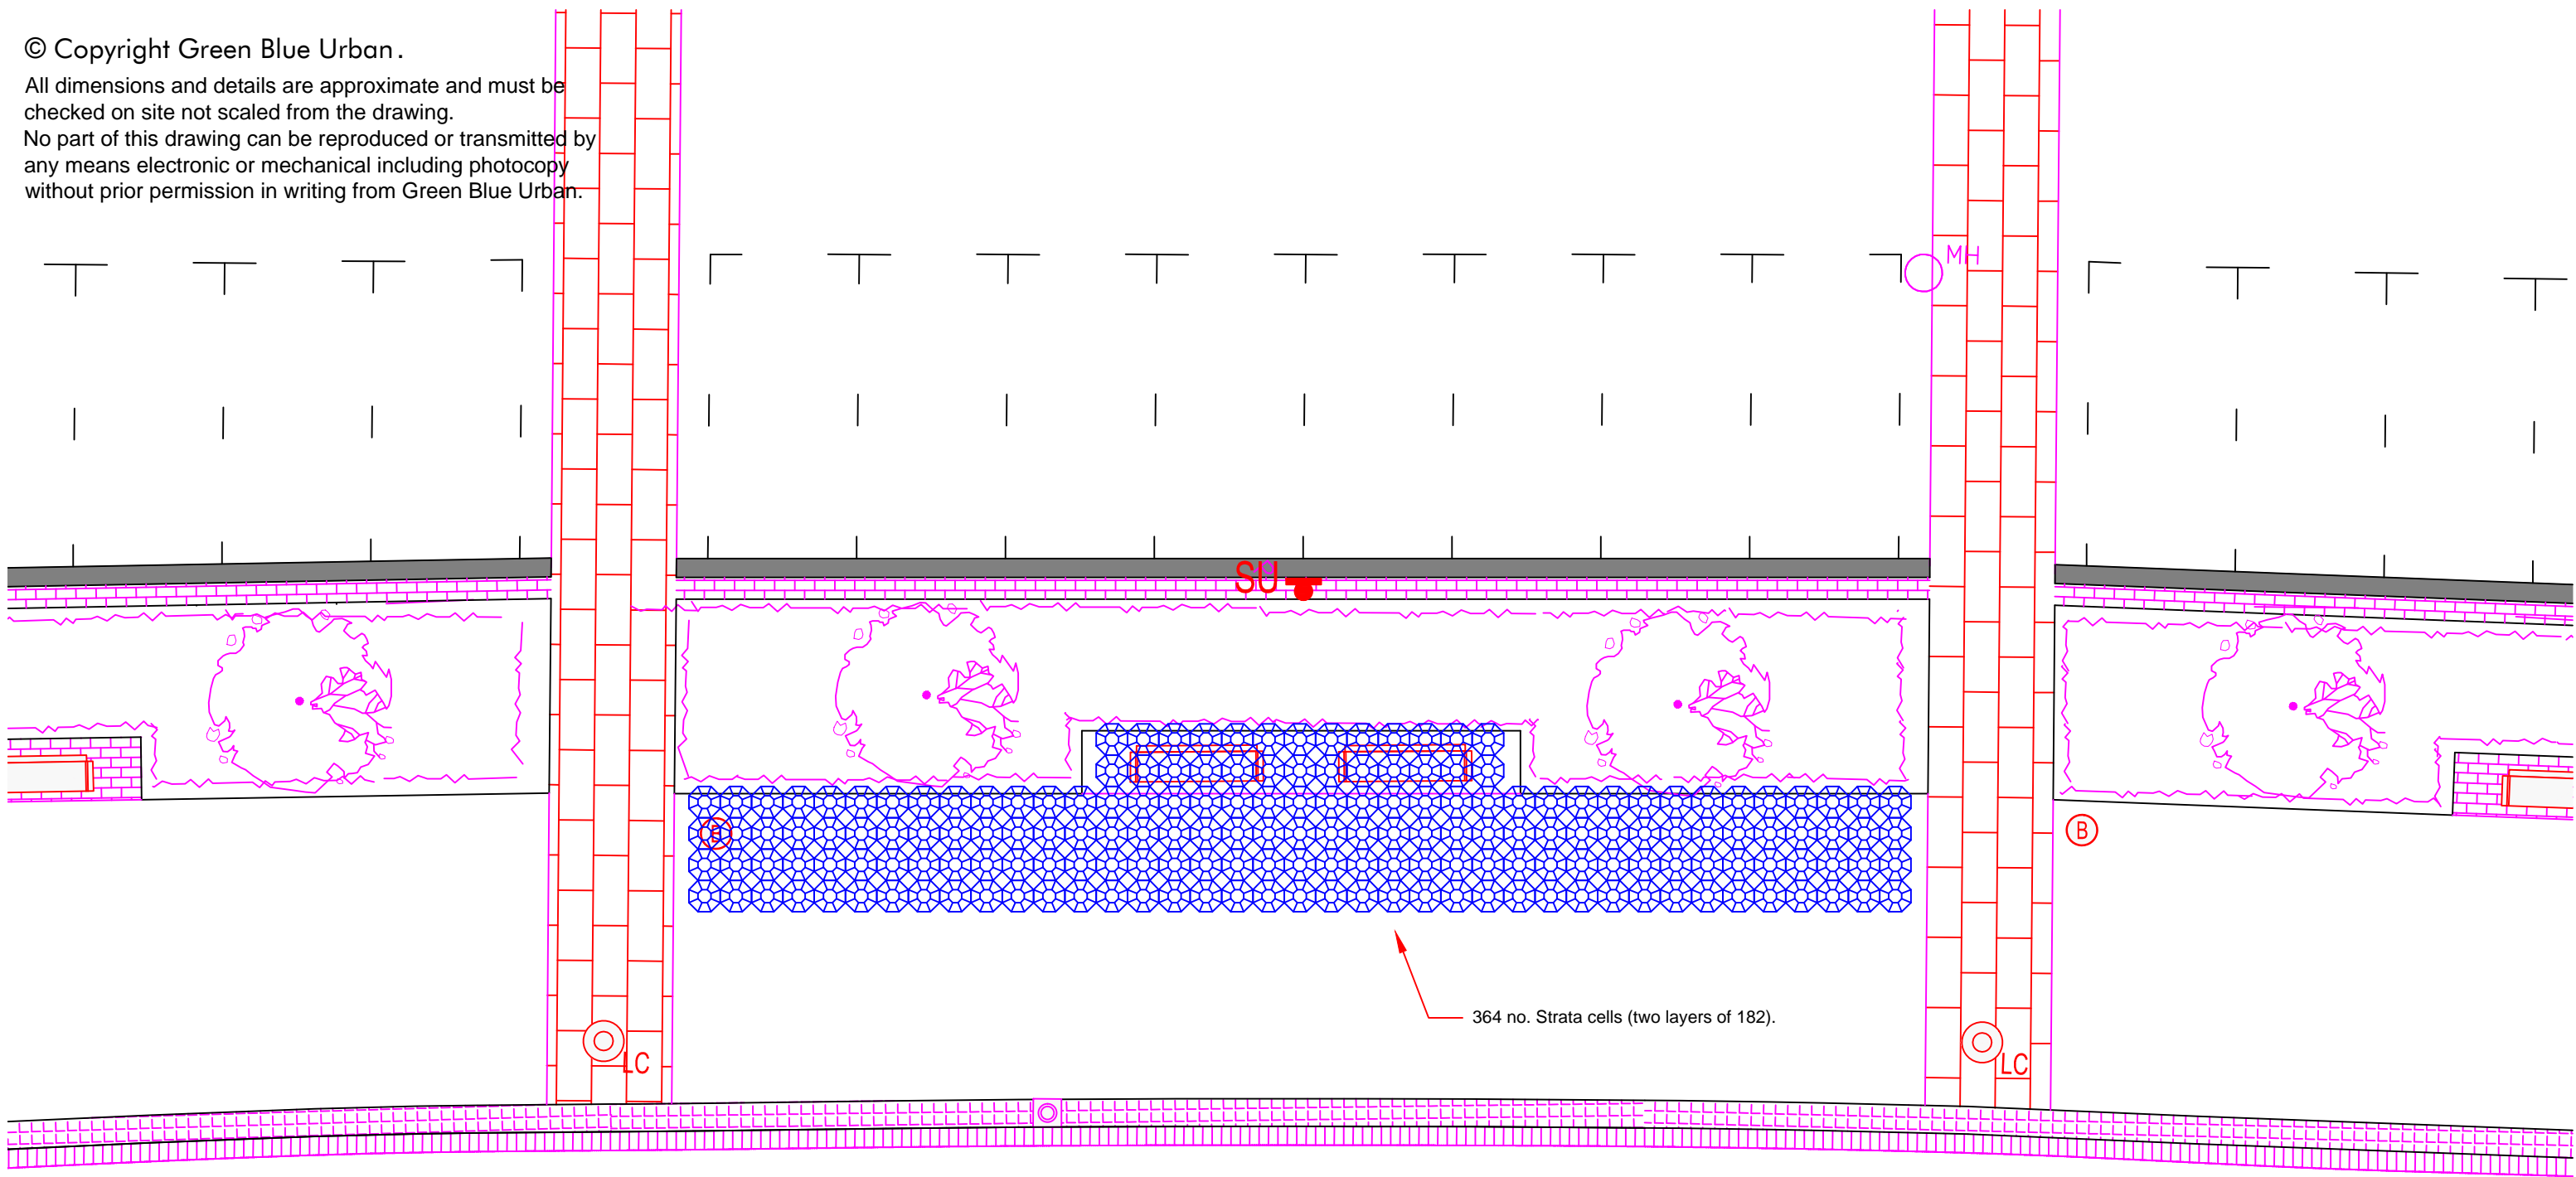 © Copyright Green Blue Urban.
All dimensions and details are approximate and must be
checked on site not scaled from the drawing.
No part of this drawing can be reproduced or transmitted by
any means electronic or mechanical including photocopy
without prior permission in writing from Green Blue Urban.
MH
SU
E
B
364 no. Strata cells (two layers of 182).
LC
LC